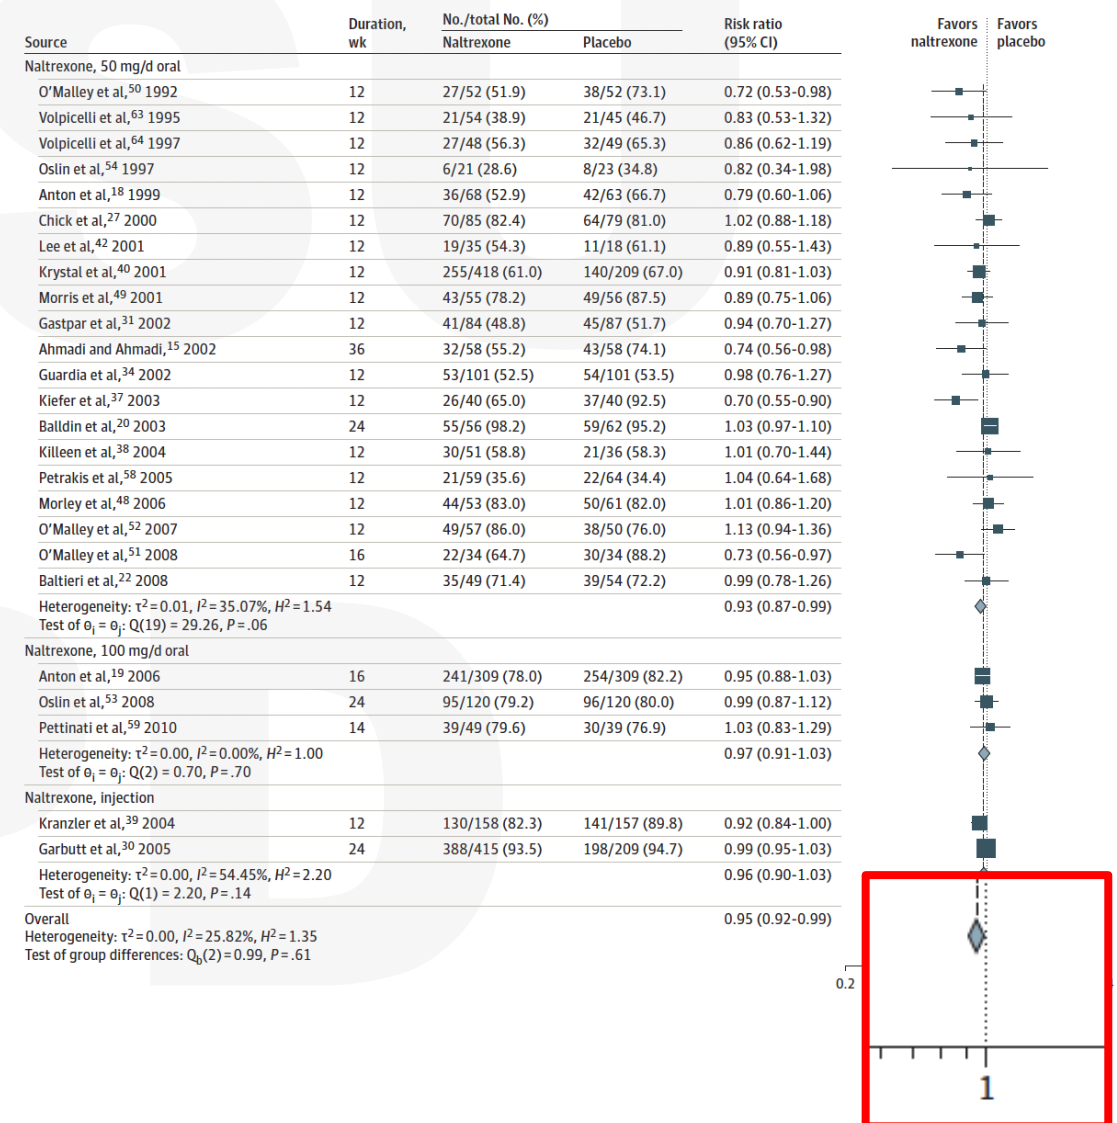 Source Duration, wk No./total No. (%) Naltrexone Placebo Risk ratio (95% CI) Favors naltrexone Favors placebo
Naltrexone, 50 mg/d oral
O'Malley et al,50 1992 12 27/52 (51.9) 38/52 (73.1) 0.72 (0.53-0.98)
Volpicelli et al,63 1995 12 21/54 (38.9) 21/45 (46.7) 0.83 (0.53-1.32)
Volpicelli et al,64 1997 12 27/48 (56.3) 32/49 (65.3) 0.86 (0.62-1.19)
Oslin et al,54 1997 12 6/21 (28.6) 8/23 (34.8) 0.82 (0.34-1.98)
Anton et al,18 1999 12 36/68 (52.9) 42/63 (66.7) 0.79 (0.60-1.06)
Chick et al,27 2000 12 70/85 (82.4) 64/79 (81.0) 1.02 (0.88-1.18)
Lee et al,42 2001 12 19/35 (54.3) 11/18 (61.1) 0.89 (0.55-1.43)
Krystal et al,40 2001 12 255/418 (61.0) 140/209 (67.0) 0.91 (0.81-1.03)
Morris et al,49 2001 12 43/55 (78.2) 49/56 (87.5) 0.89 (0.75-1.06)
Gastpar et al,31 2002 12 41/84 (48.8) 45/87 (51.7) 0.94 (0.70-1.27)
Ahmadi and Ahmadi,15 2002 36 32/58 (55.2) 43/58 (74.1) 0.74 (0.56-0.98)
Guardia et al,34 2002 12 53/101 (52.5) 54/101 (53.5) 0.98 (0.76-1.27)
Kiefer et al,37 2003 12 26/40 (65.0) 37/40 (92.5) 0.70 (0.55-0.90)
Balldin et al,20 2003 24 55/56 (98.2) 59/62 (95.2) 1.03 (0.97-1.10)
Killeen et al,38 2004 12 30/51 (58.8) 21/36 (58.3) 1.01 (0.70-1.44)
Petrakis et al,58 2005 12 21/59 (35.6) 22/64 (34.4) 1.04 (0.64-1.68)
Morley et al,48 2006 12 44/53 (83.0) 50/61 (82.0) 1.01 (0.86-1.20)
O'Malley et al,52 2007 12 49/57 (86.0) 38/50 (76.0) 1.13 (0.94-1.36)
O'Malley et al,51 2008 16 22/34 (64.7) 30/34 (88.2) 0.73 (0.56-0.97)
Baltieri et al,22 2008 12 35/49 (71.4) 39/54 (72.2) 0.99 (0.78-1.26)
Heterogeneity: τ2=0.01, I2=35.07%, H2=1.54 0.93 (0.87-0.99)
Test of θi = θj: Q(19) = 29.26, P=.06
Naltrexone, 100 mg/d oral
Anton et al,19 2006 16 241/309 (78.0) 254/309 (82.2) 0.95 (0.88-1.03)
Oslin et al,53 2008 24 95/120 (79.2) 96/120 (80.0) 0.99 (0.87-1.12)
Pettinati et al,59 2010 14 39/49 (79.6) 30/39 (76.9) 1.03 (0.83-1.29)
Heterogeneity: τ2=0.00, I2=0.00%, H2=1.00 0.97 (0.91-1.03)
Test of θi = θj: Q(2) = 0.70, P=.70
Naltrexone, injection
Kranzler et al,39 2004 12 130/158 (82.3) 141/157 (89.8) 0.92 (0.84-1.00)
Garbutt et al,30 2005 24 388/415 (93.5) 198/209 (94.7) 0.99 (0.95-1.03)
Heterogeneity: τ2=0.00, I2=54.45%, H2=2.20 0.96 (0.90-1.03)
Test of θi = θj: Q(1) = 2.20, P=.14
Overall 0.95 (0.92-0.99)
Heterogeneity: τ2=0.00, I2=25.82%, H2=1.35
Test of group differences: Qb(2)=0.99, P=.61
0.2
1